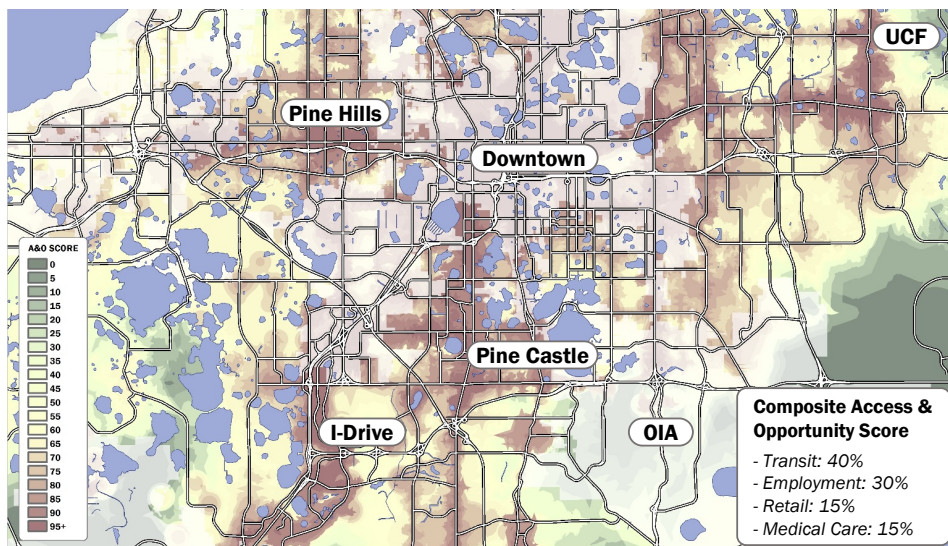 UCF
Pine Hills
Downtown
A&O SCORE
0
5
10
15
20
25
30
35
40
45
50
55
60
65
70
75
80
85
90
95+
Pine Castle
I-Drive
OIA
Composite Access &
Opportunity Score
- Transit: 40%
- Employment: 30%
- Retail: 15%
- Medical Care: 15%